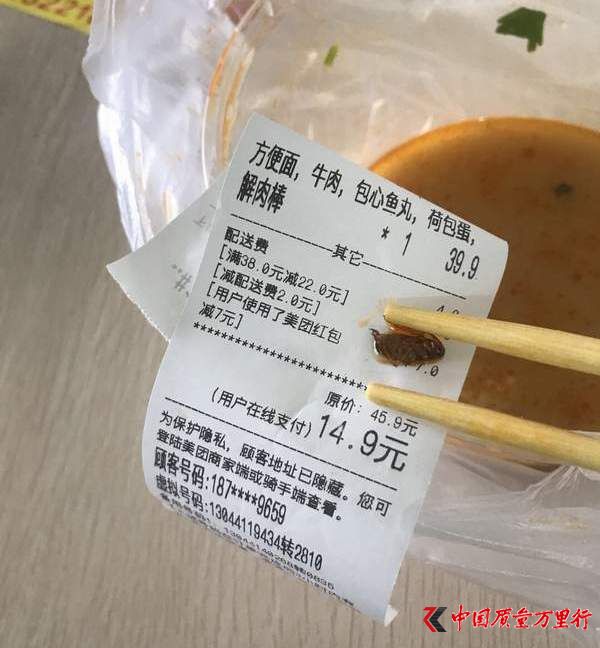 方便面, 牛肉, 包心鱼丸, 荷包蛋,
解肉棒
* 1 39.9
其它
配送费
[满38.0元减22.0元]
[减配送费2.0元]
[用户使用了美团红包
减7元]
原价: 45.9元
(用户在线支付) 14.9元
为保护隐私, 顾客地址已隐藏。您可
登陆美团商家端或骑手端查看。
顾客号码:187****9659
虚拟号码:13044119434转2810
中国质量万里行